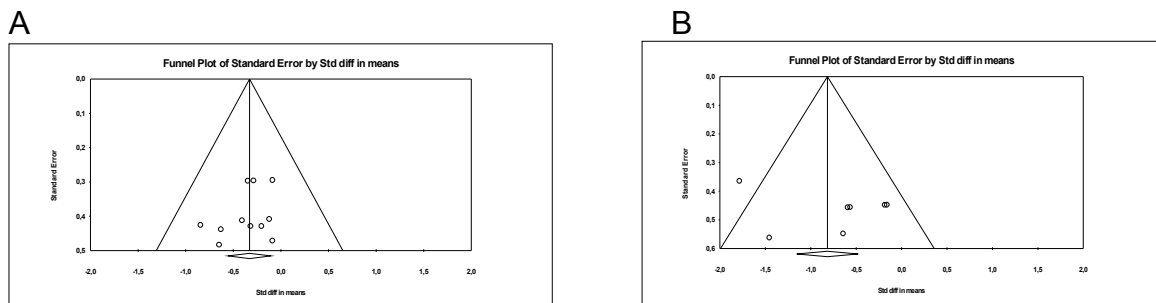 A
Funnel Plot of Standard Error by Std diff in means
0,0
0,1
0,2
0,3
0,4
0,5
Standard Error
-2,0 -1,5 -1,0 -0,5 0,0 0,5 1,0 1,5 2,0
Std diff in means
B
Funnel Plot of Standard Error by Std diff in means
0,0
0,1
0,2
0,3
0,4
0,5
0,6
Standard Error
-2,0 -1,5 -1,0 -0,5 0,0 0,5 1,0 1,5 2,0
Std diff in means